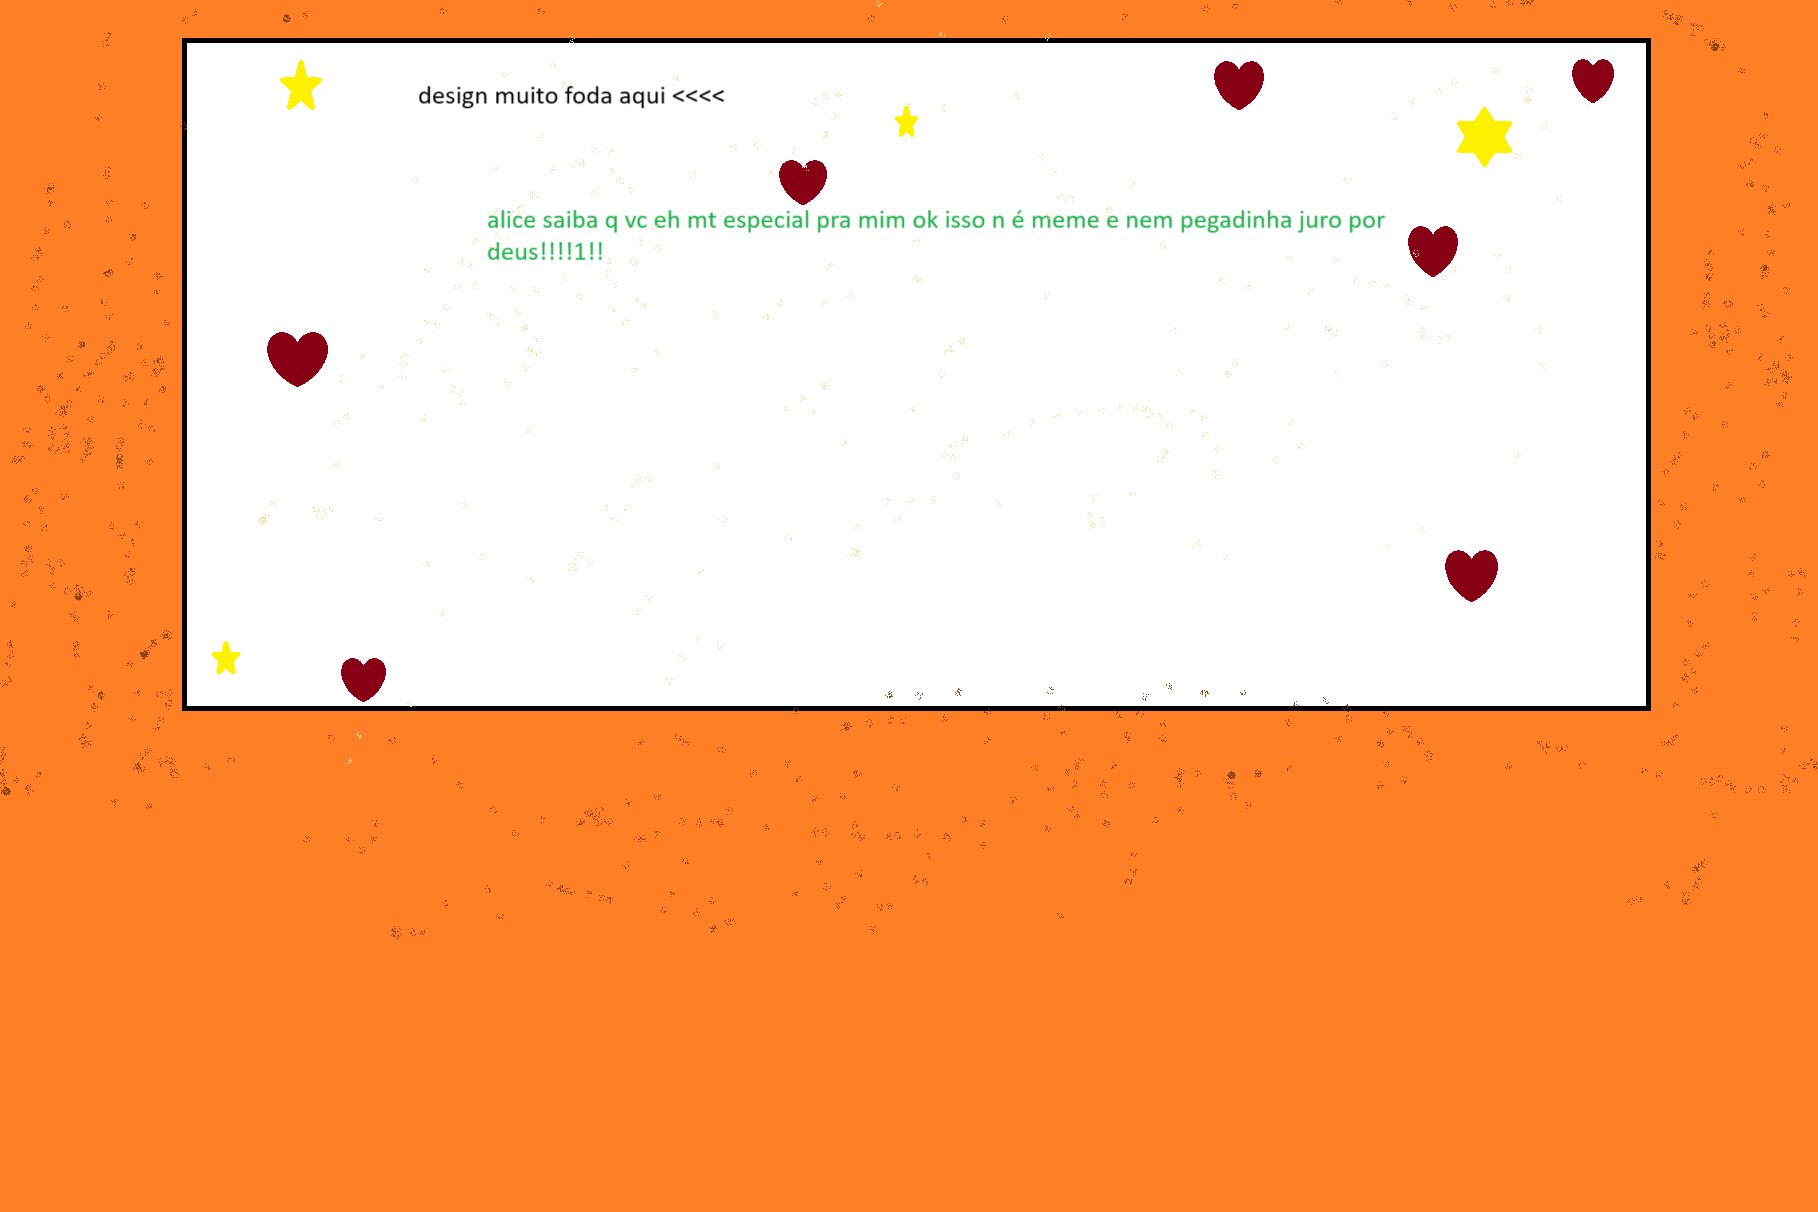 design muito foda aqui <<<<
alice saiba q vc eh mt especial pra mim ok isso n é meme e nem pegadinha juro por
deus!!!!1!!